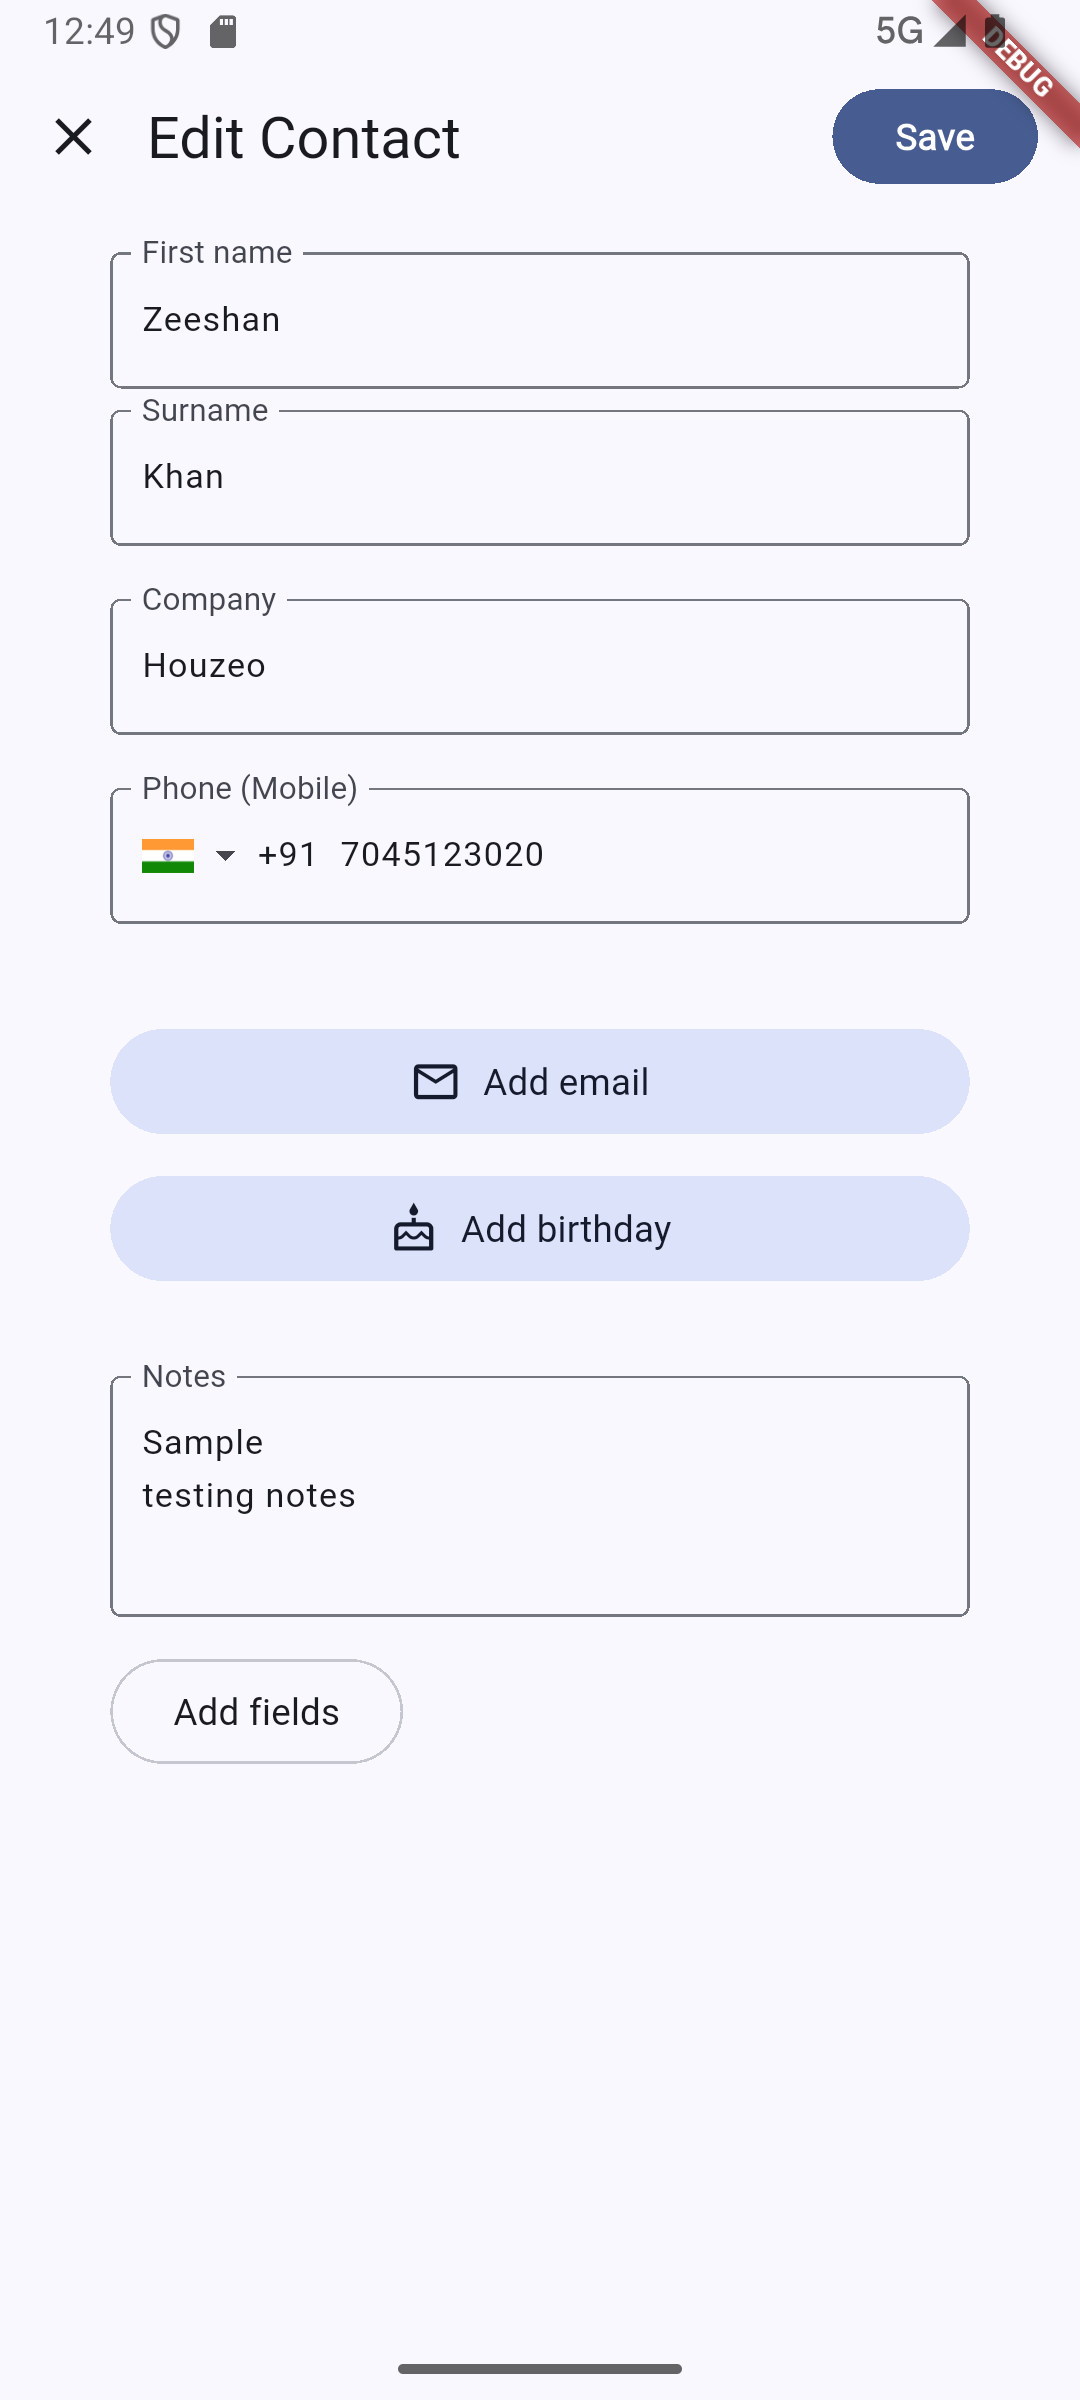 12:49
5G
DEBUG
Edit Contact
Save
First name
Zeeshan
Surname
Khan
Company
Houzeo
Phone (Mobile)
+91 7045123020
Add email
Add birthday
Notes
Sample
testing notes
Add fields